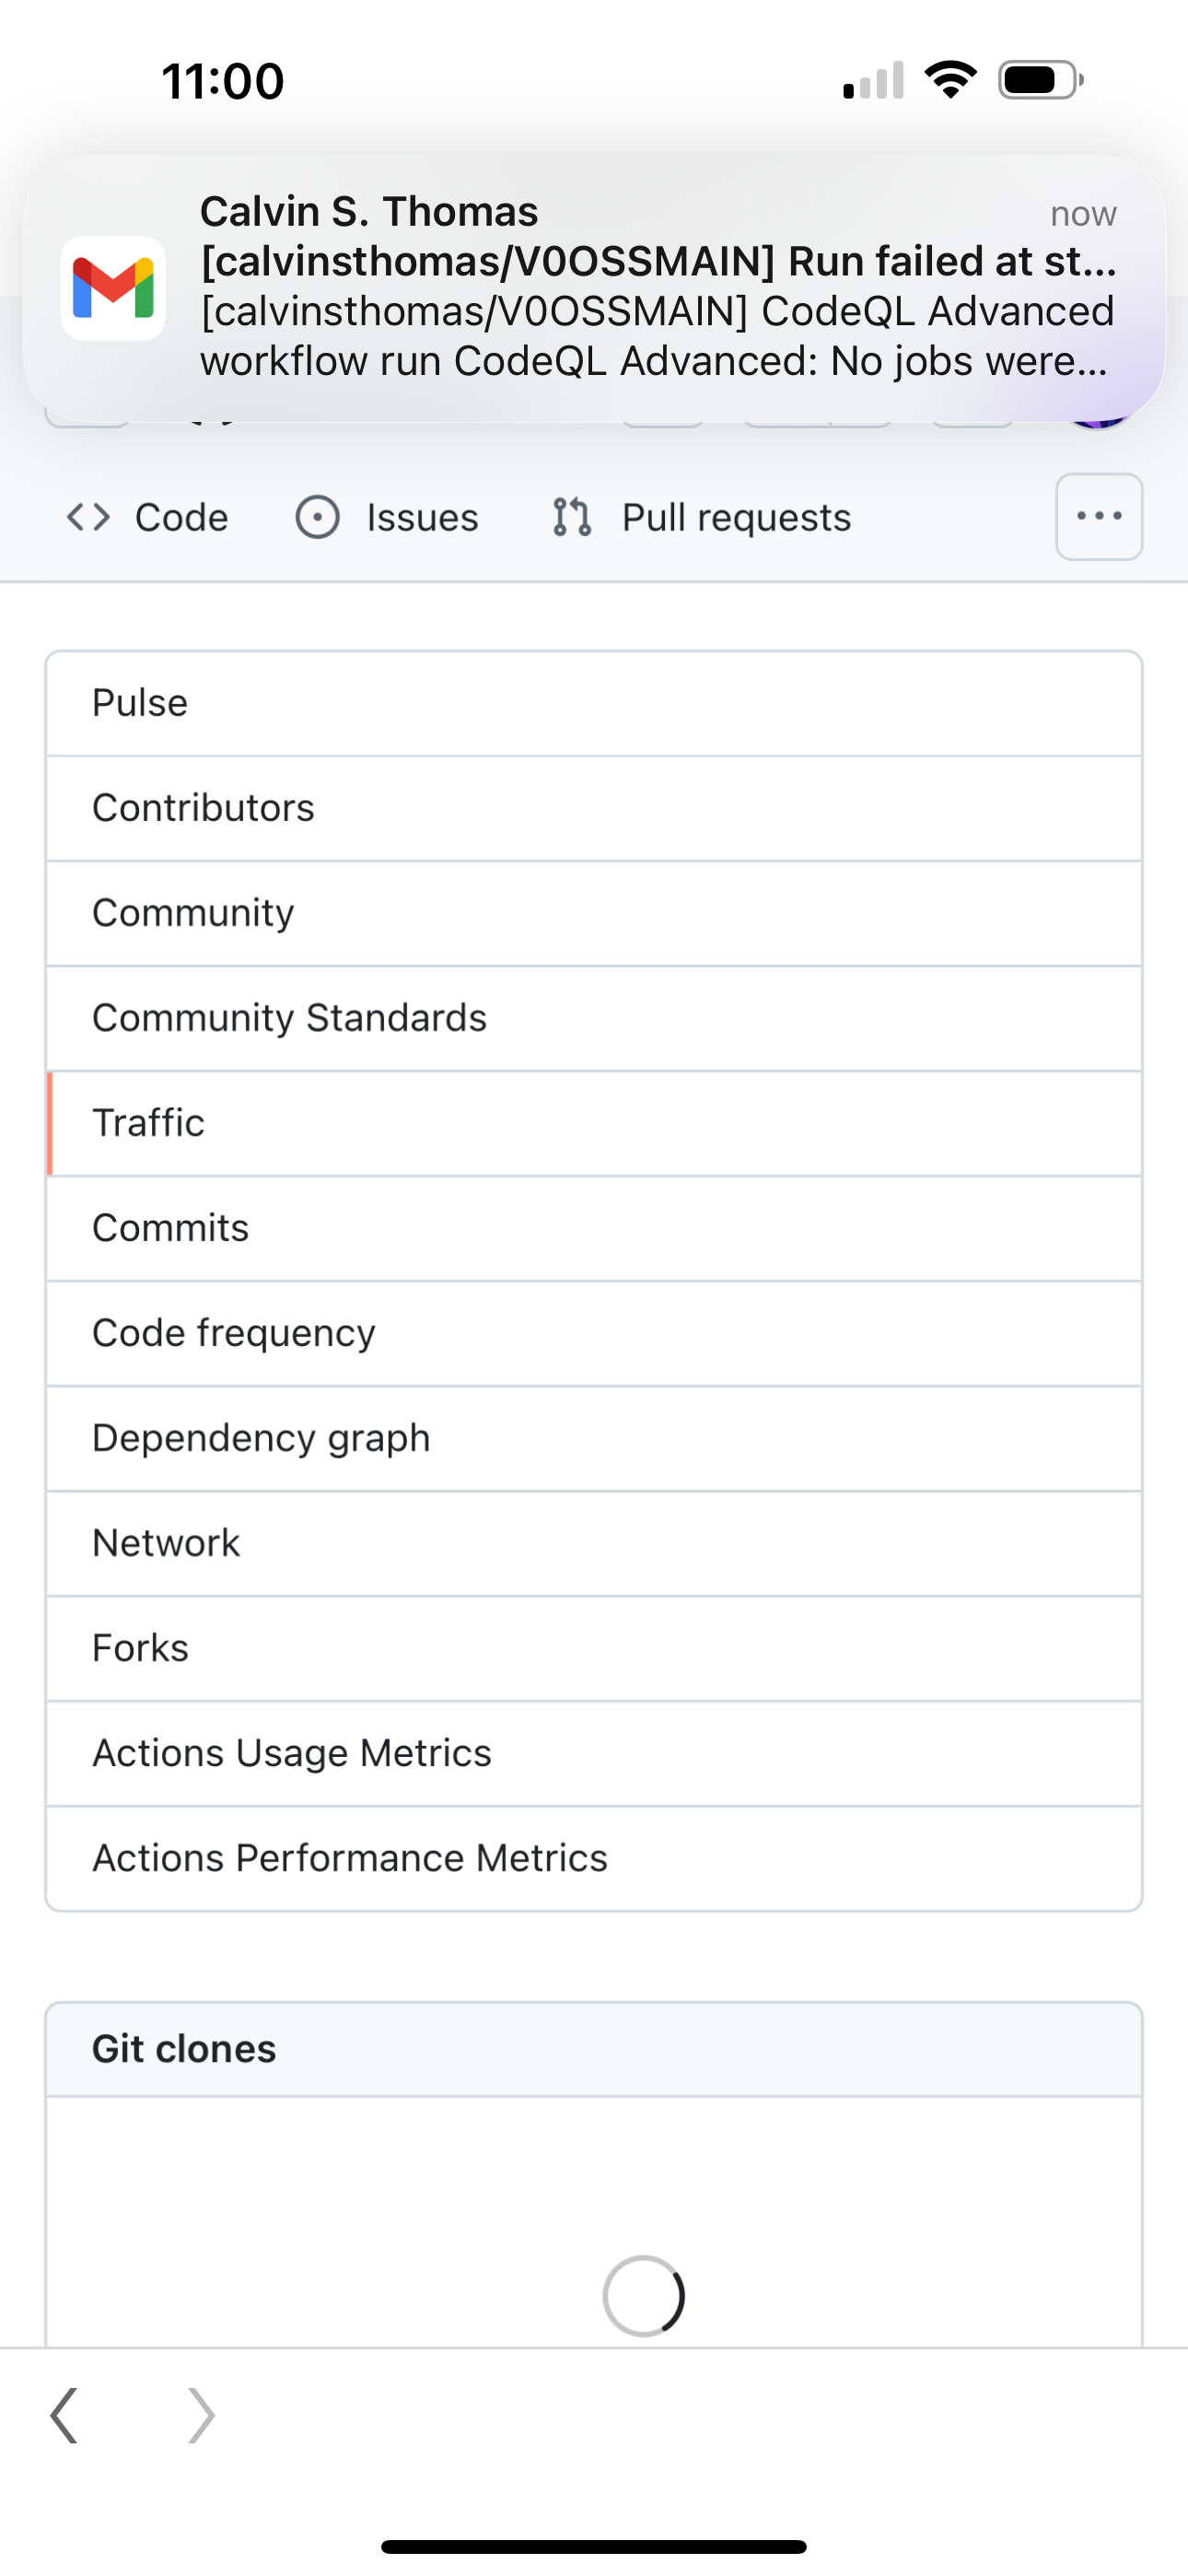 11:00
Calvin S. Thomas now
[calvinsthomas/V0OSSMAIN] Run failed at st...
[calvinsthomas/V0OSSMAIN] CodeQL Advanced
workflow run CodeQL Advanced: No jobs were...
Code Issues Pull requests
Pulse
Contributors
Community
Community Standards
Traffic
Commits
Code frequency
Dependency graph
Network
Forks
Actions Usage Metrics
Actions Performance Metrics
Git clones